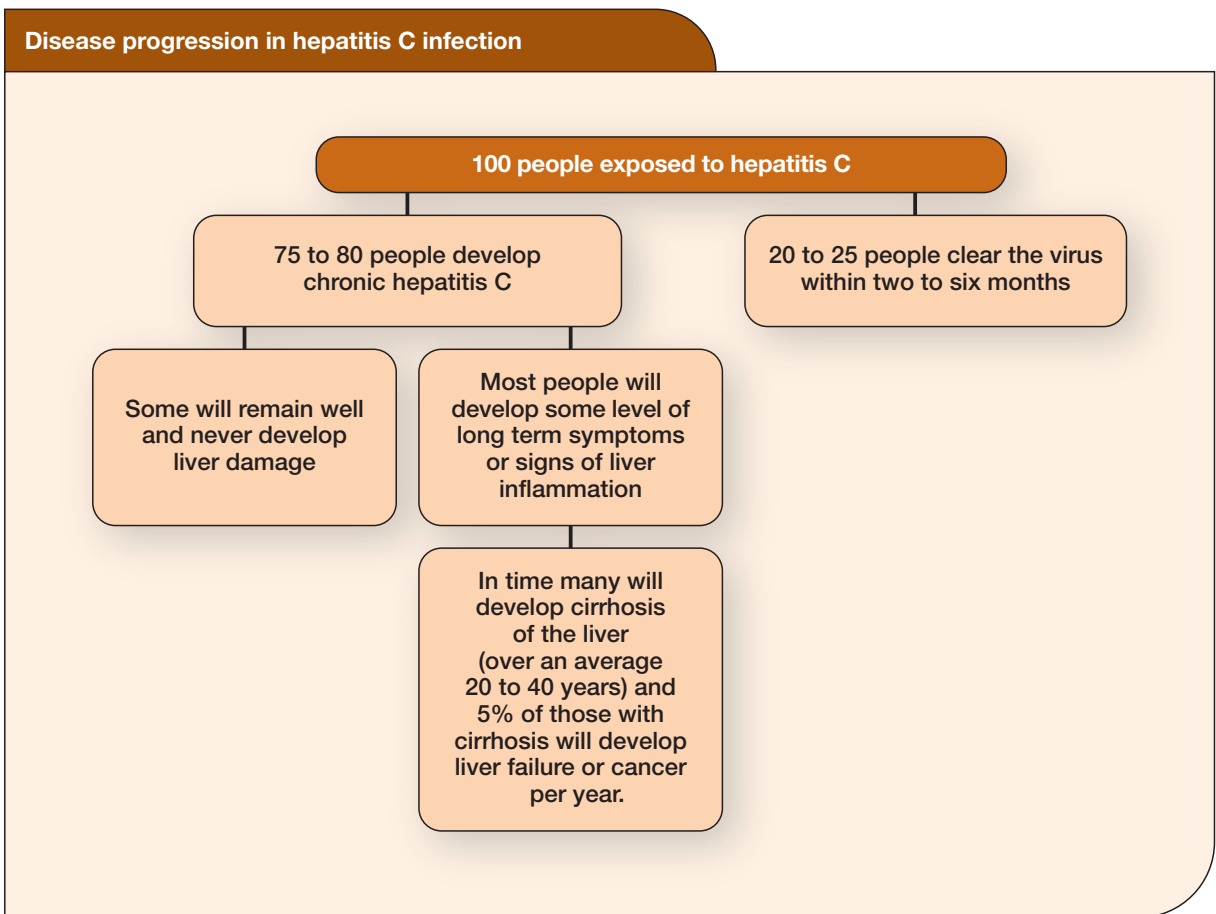 Disease progression in hepatitis C infection
100 people exposed to hepatitis C
75 to 80 people develop
chronic hepatitis C
20 to 25 people clear the virus
within two to six months
Some will remain well
and never develop
liver damage
Most people will
develop some level of
long term symptoms
or signs of liver
inflammation
In time many will
develop cirrhosis
of the liver
(over an average
20 to 40 years) and
5% of those with
cirrhosis will develop
liver failure or cancer
per year.